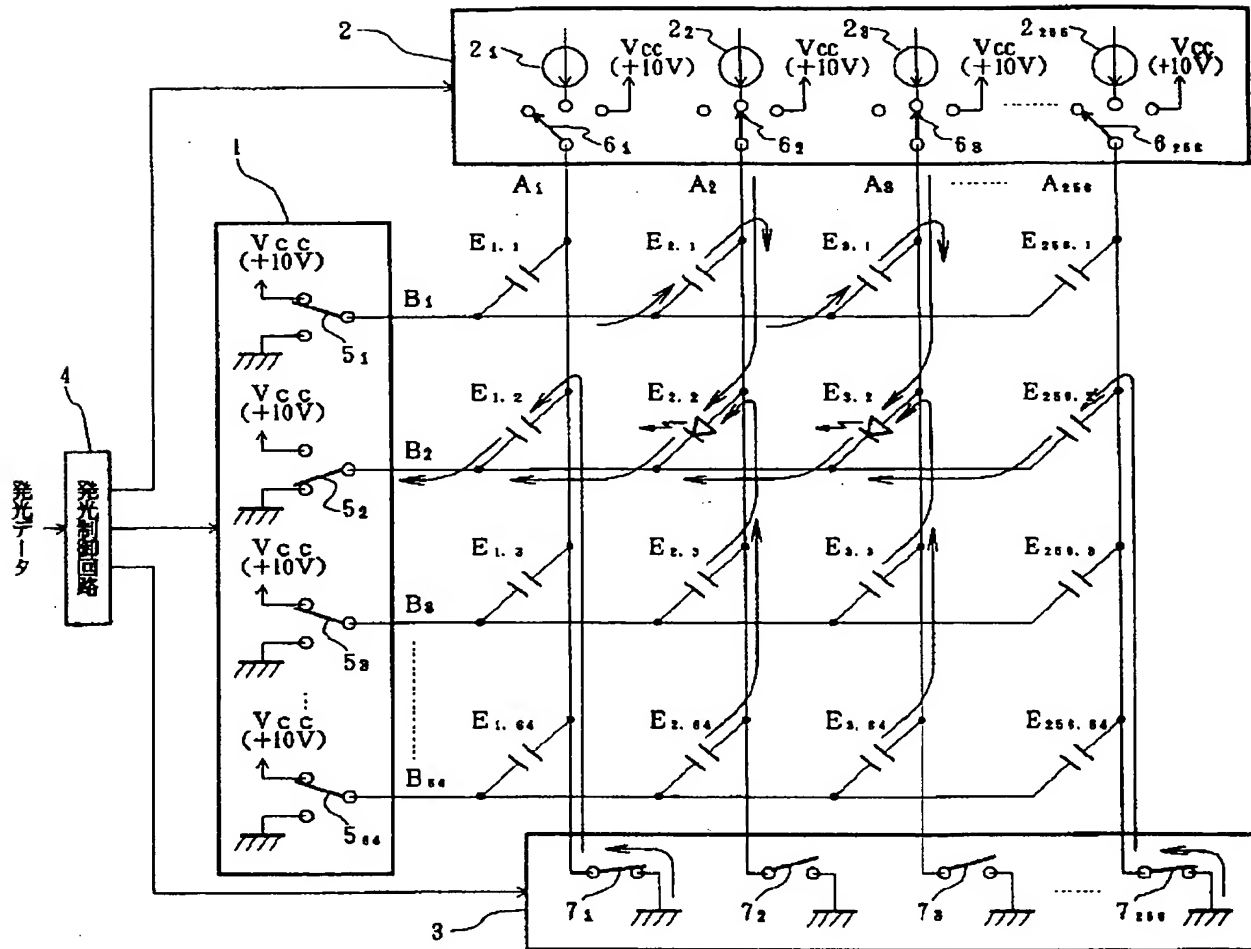 2
2₁
2₂
2₃
2₂₅₆
Vcc
(+10V)
Vcc
(+10V)
Vcc
(+10V)
Vcc
(+10V)
6₁
6₂
6₃
6₂₅₆
A₁
A₂
A₃
A₂₅₆
1
Vcc
(+10V)
5₁
B₁
E₁.₁
E₂.₁
E₃.₁
E₂₅₆.₁
Vcc
(+10V)
5₂
B₂
E₁.₂
E₂.₂
E₃.₂
E₂₅₆.₂
4
発光データ
発光制御回路
Vcc
(+10V)
5₃
B₃
E₁.₃
E₂.₃
E₃.₃
E₂₅₆.₃
Vcc
(+10V)
5₆₄
B₆₄
E₁.₆₄
E₂.₆₄
E₃.₆₄
E₂₅₆.₆₄
3
7₁
7₂
7₃
7₂₅₆